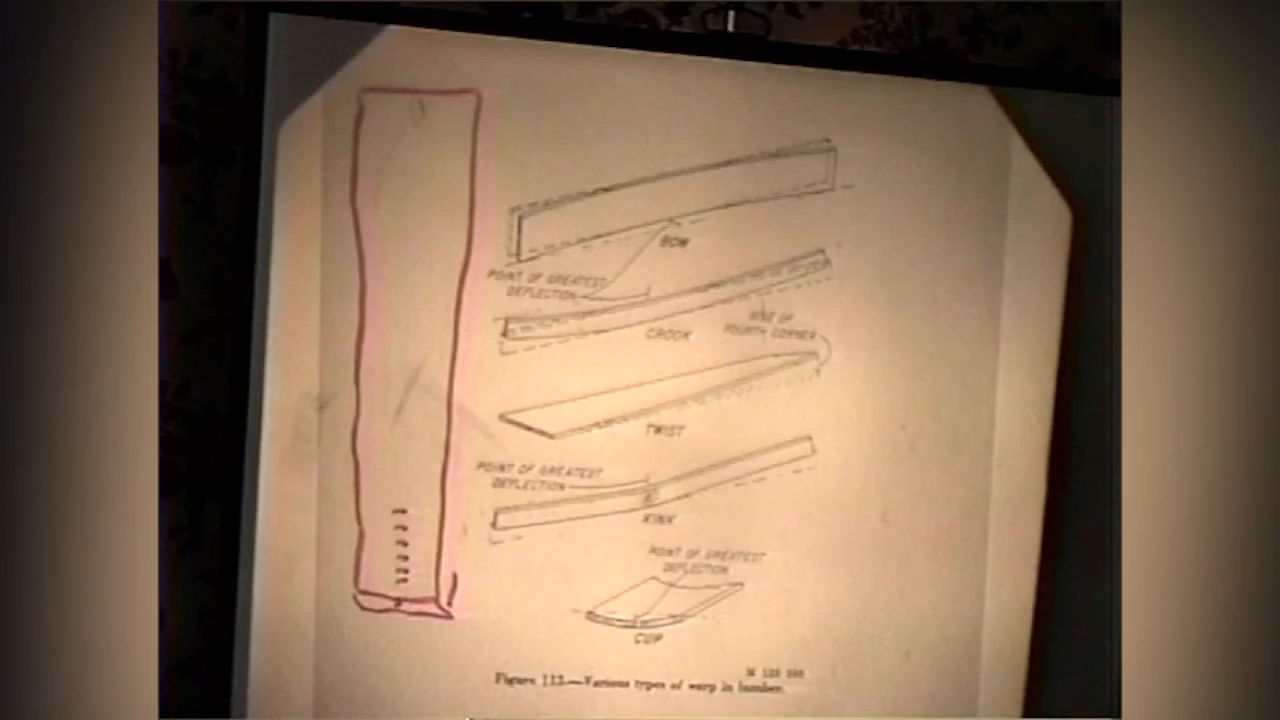 BOW
POINT OF GREATEST
DEFLECTION
CROOK
RISE OF
FOURTH CORNER
TWIST
POINT OF GREATEST
DEFLECTION
KINK
POINT OF GREATEST
DEFLECTION
CUP
Figure 113.—Various types of warp in lumber.